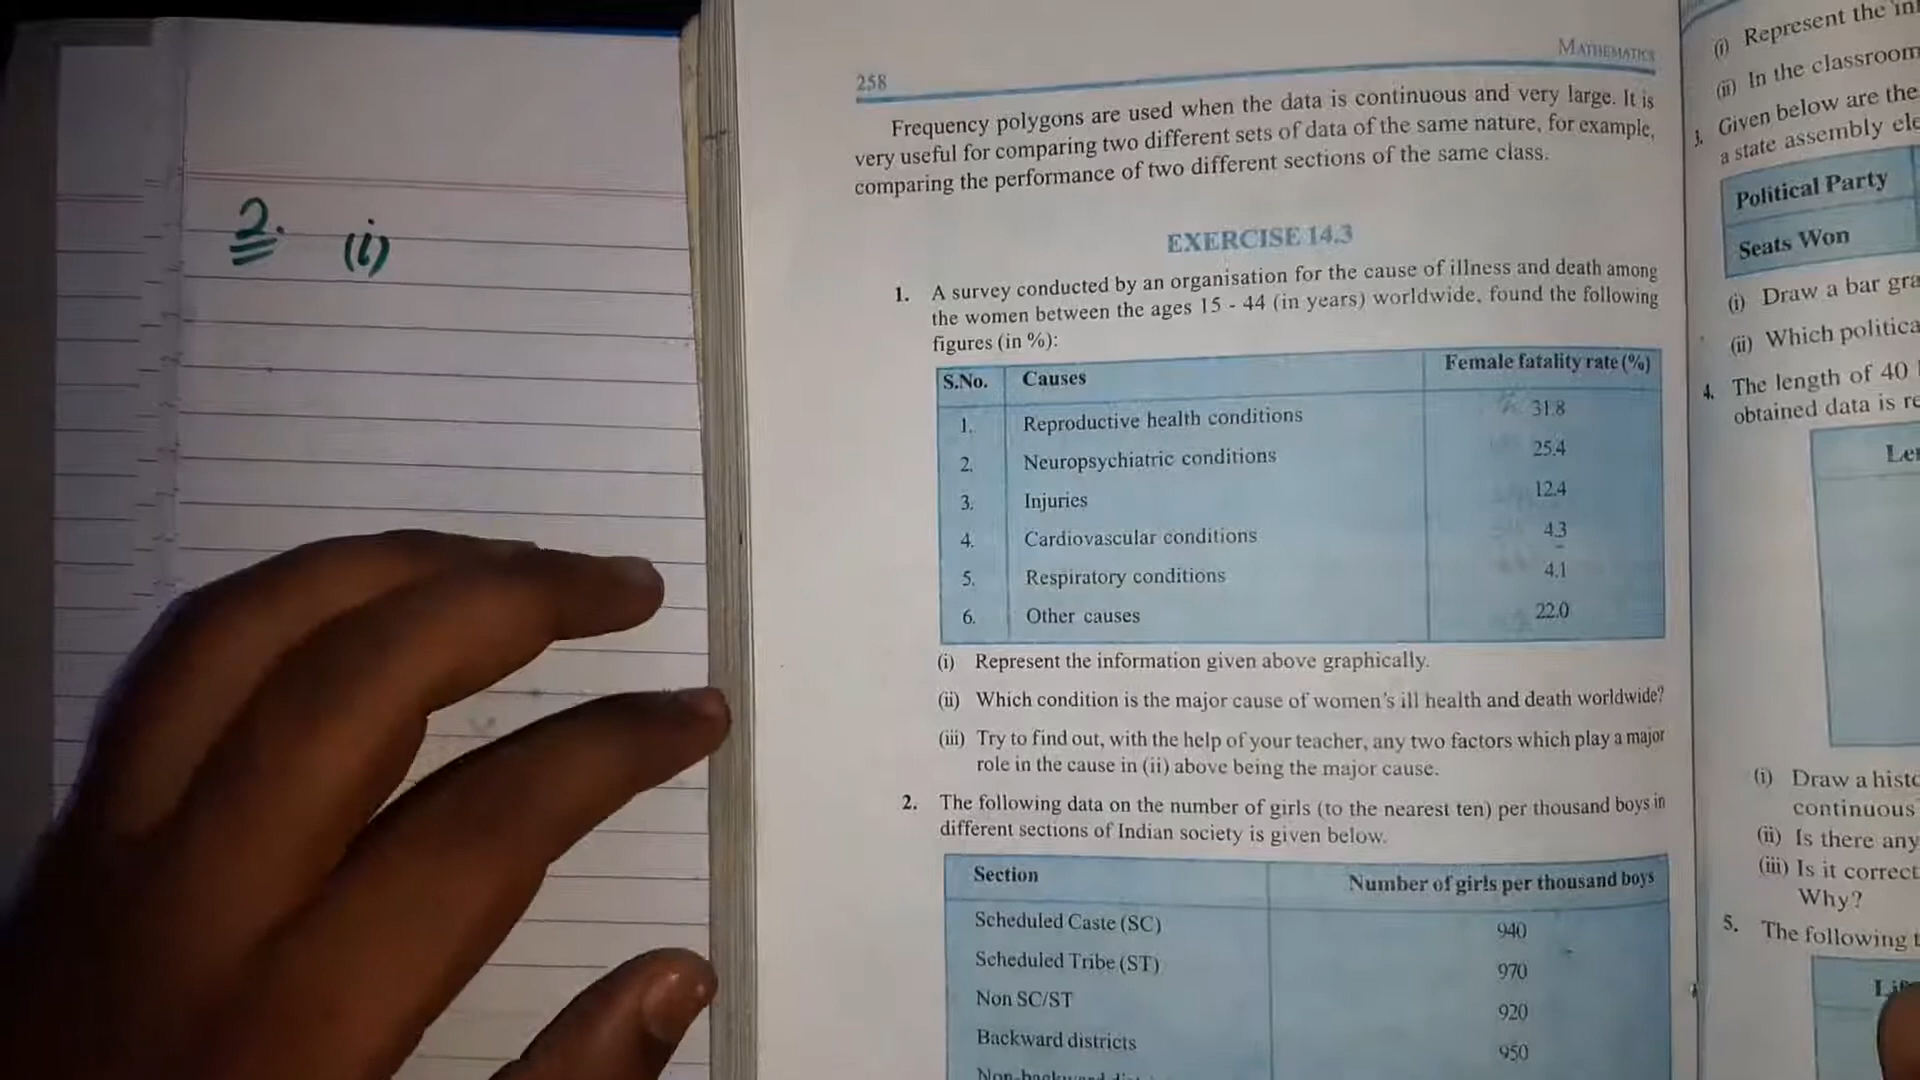 2. (i)
258
MATHEMATICS
Frequency polygons are used when the data is continuous and very large. It is
very useful for comparing two different sets of data of the same nature, for example,
comparing the performance of two different sections of the same class.
EXERCISE 14.3
1. A survey conducted by an organisation for the cause of illness and death among
the women between the ages 15 - 44 (in years) worldwide, found the following
figures (in %):
S.No. Causes Female fatality rate (%)
1. Reproductive health conditions 31.8
2. Neuropsychiatric conditions 25.4
3. Injuries 12.4
4. Cardiovascular conditions 4.3
5. Respiratory conditions 4.1
6. Other causes 22.0
(i) Represent the information given above graphically.
(ii) Which condition is the major cause of women's ill health and death worldwide?
(iii) Try to find out, with the help of your teacher, any two factors which play a major
role in the cause in (ii) above being the major cause.
2. The following data on the number of girls (to the nearest ten) per thousand boys in
different sections of Indian society is given below.
Section Number of girls per thousand boys
Scheduled Caste (SC) 940
Scheduled Tribe (ST) 970
Non SC/ST 920
Backward districts 950
(i) Represent the
(ii) In the classroom
3. Given below are the
a state assembly
Political Party
Seats Won
(i) Draw a bar
(ii) Which
4. The length of 40
obtained data is
(i) Draw a
continuous
(ii) Is there any
(iii) Is it correct
Why?
5. The following